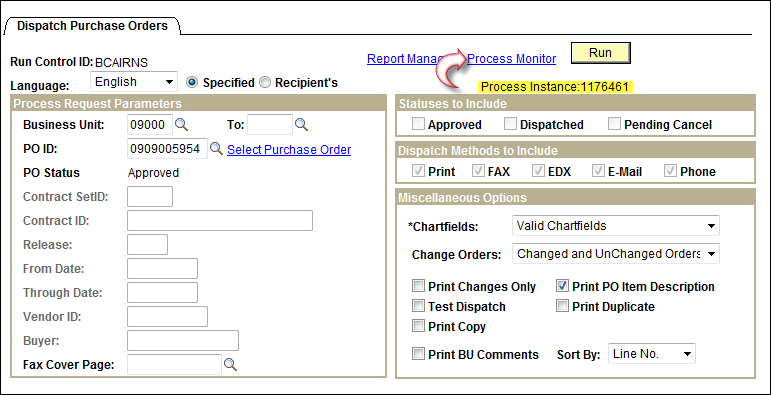 Dispatch Purchase Orders
Run Control ID: BCAIRNS
Report Mana Process Monitor Run
Language: English Specified Recipient's
Process Instance:1176461
Process Request Parameters
Business Unit: 09000 To:
PO ID: 0909005954 Select Purchase Order
PO Status Approved
Contract SetID:
Contract ID:
Release:
From Date:
Through Date:
Vendor ID:
Buyer:
Fax Cover Page:
Statuses to Include
Approved Dispatched Pending Cancel
Dispatch Methods to Include
Print FAX EDX E-Mail Phone
Miscellaneous Options
*Chartfields: Valid Chartfields
Change Orders: Changed and UnChanged Orders
Print Changes Only Print PO Item Description
Test Dispatch Print Duplicate
Print Copy
Print BU Comments Sort By: Line No.